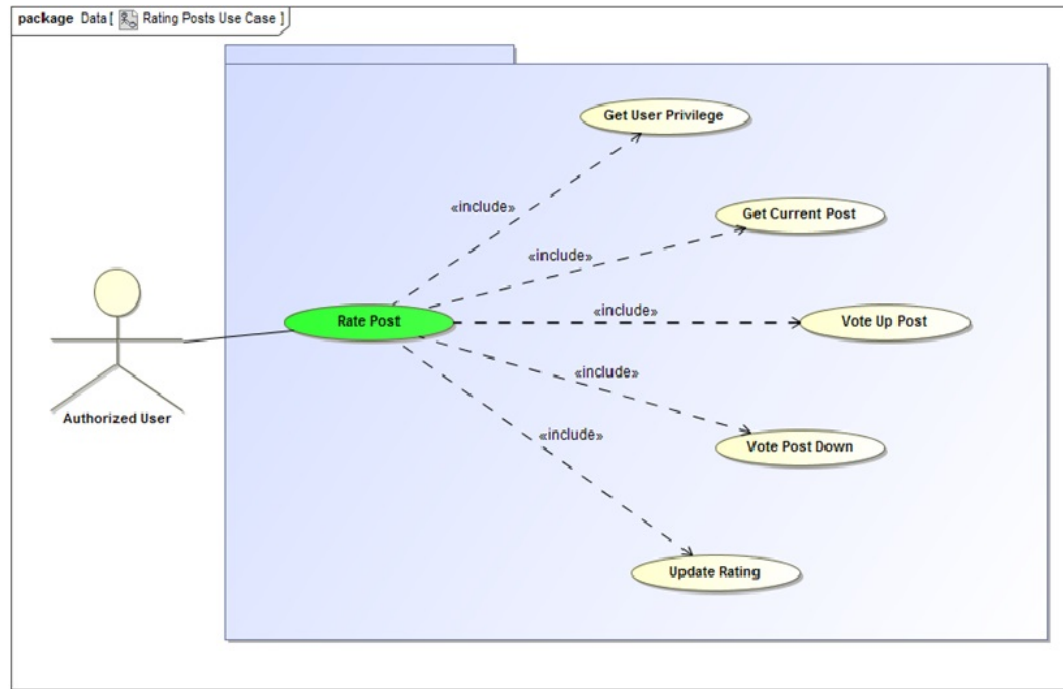 package Data [ Rating Posts Use Case ]
Get User Privilege
«include»
Get Current Post
«include»
Rate Post
«include»
Vote Up Post
«include»
Authorized User
«include»
Vote Post Down
Update Rating